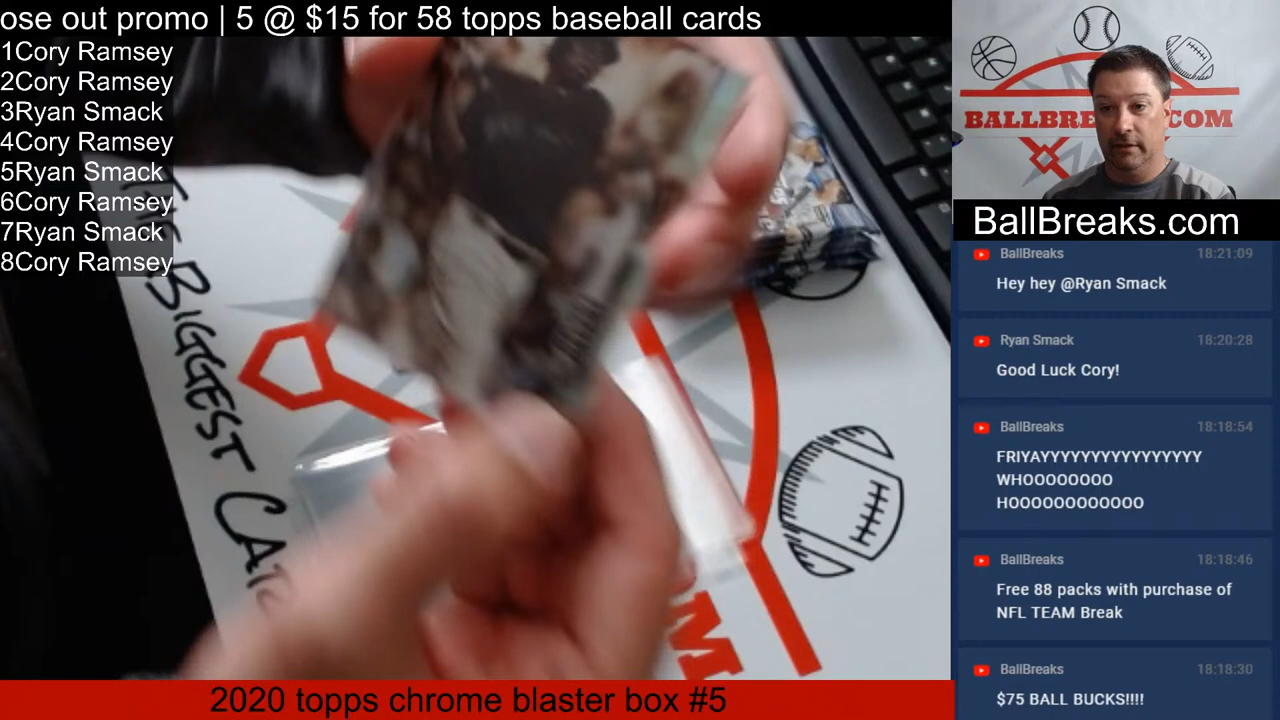 ose out promo | 5 @ $15 for 58 topps baseball cards
1Cory Ramsey
2Cory Ramsey
3Ryan Smack
4Cory Ramsey
5Ryan Smack
6Cory Ramsey
7Ryan Smack
8Cory Ramsey
THE BIGGEST CA
M
2020 topps chrome blaster box #5
BALLBRE
COM
BallBreaks.com
BallBreaks 18:21:09
Hey hey @Ryan Smack
Ryan Smack 18:20:28
Good Luck Cory!
BallBreaks 18:18:54
FRIYAYYYYYYYYYYYYYYYY
WHOOOOOOOO
HOOOOOOOOOOOO
BallBreaks 18:18:46
Free 88 packs with purchase of
NFL TEAM Break
BallBreaks 18:18:30
$75 BALL BUCKS!!!!